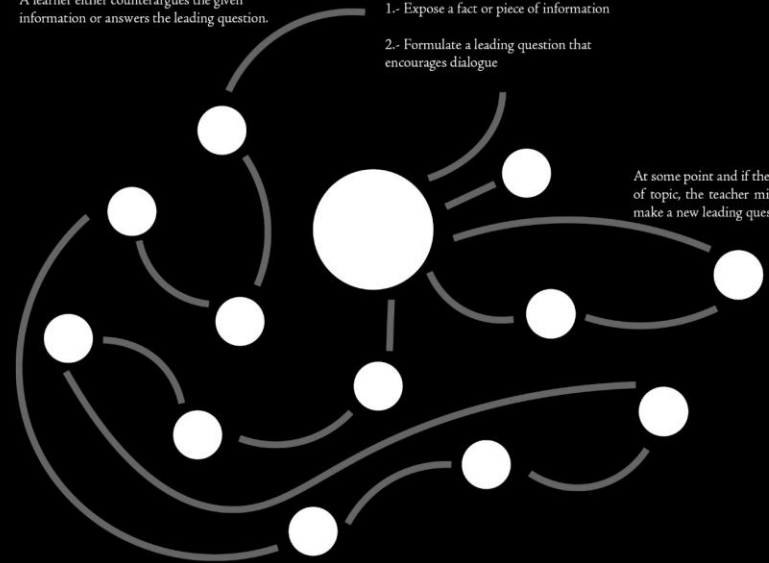 A learner either counterargues the given
information or answers the leading question.
1.- Expose a fact or piece of information
2.- Formulate a leading question that
encourages dialogue
At some point and if the
of topic, the teacher
make a new leading